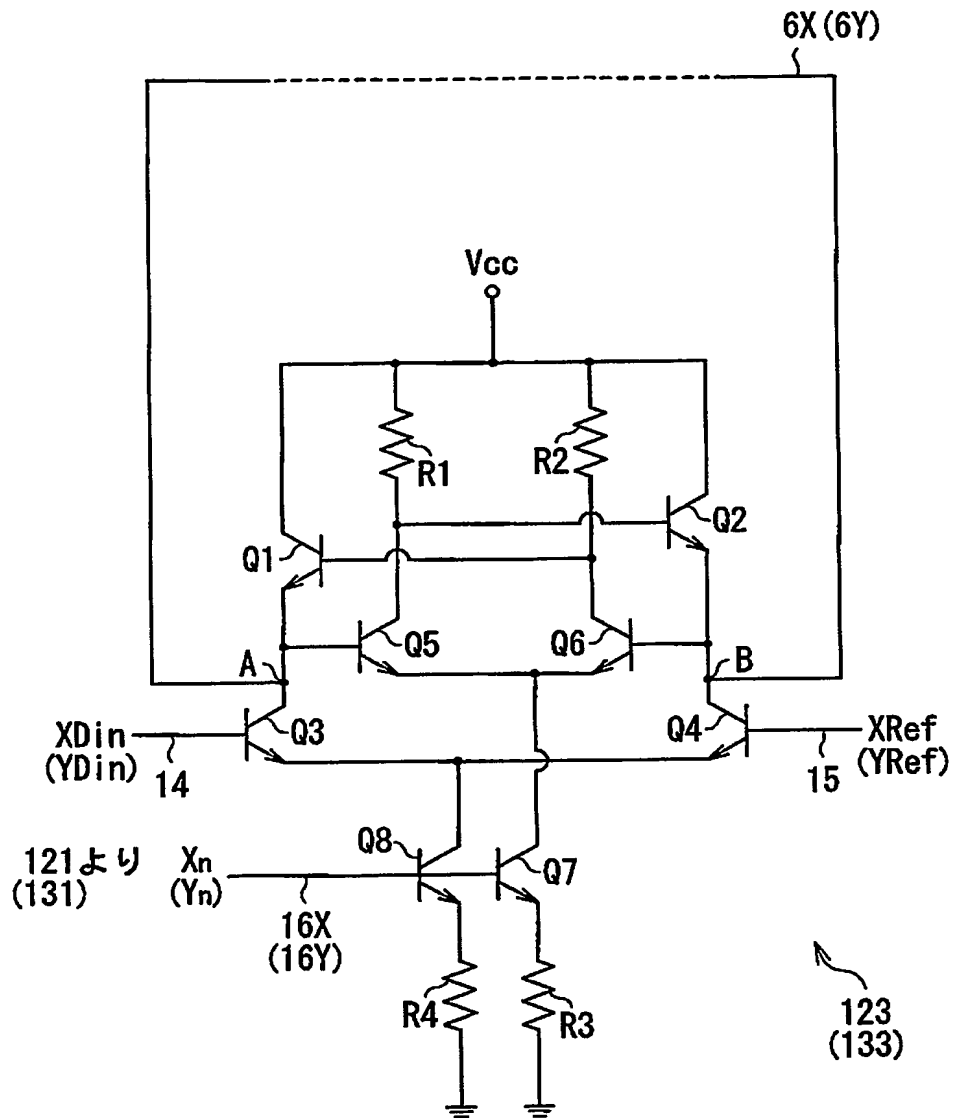 6X(6Y)
Vcc
R1
R2
Q1
Q2
Q5
Q6
A
B
XDin
(YDin)
14
Q3
Q4
15
XRef
(YRef)
Q8
Q7
121より
(131)
Xn
(Yn)
16X
(16Y)
R4
R3
123
(133)